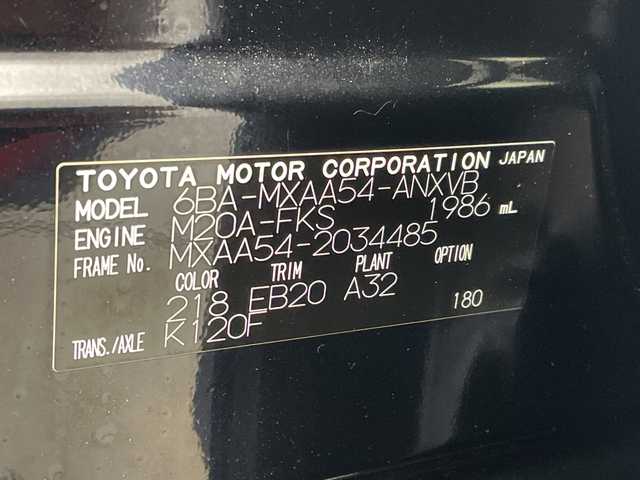 TOYOTA MOTOR CORPORATION JAPAN
MODEL 6BA-MXAA54-ANXVB
ENGINE M20A-FKS 1986 mL
FRAME No. MXAA54-2034485
COLOR TRIM PLANT OPTION
218 EB20 A32 180
TRANS./AXLE K120F